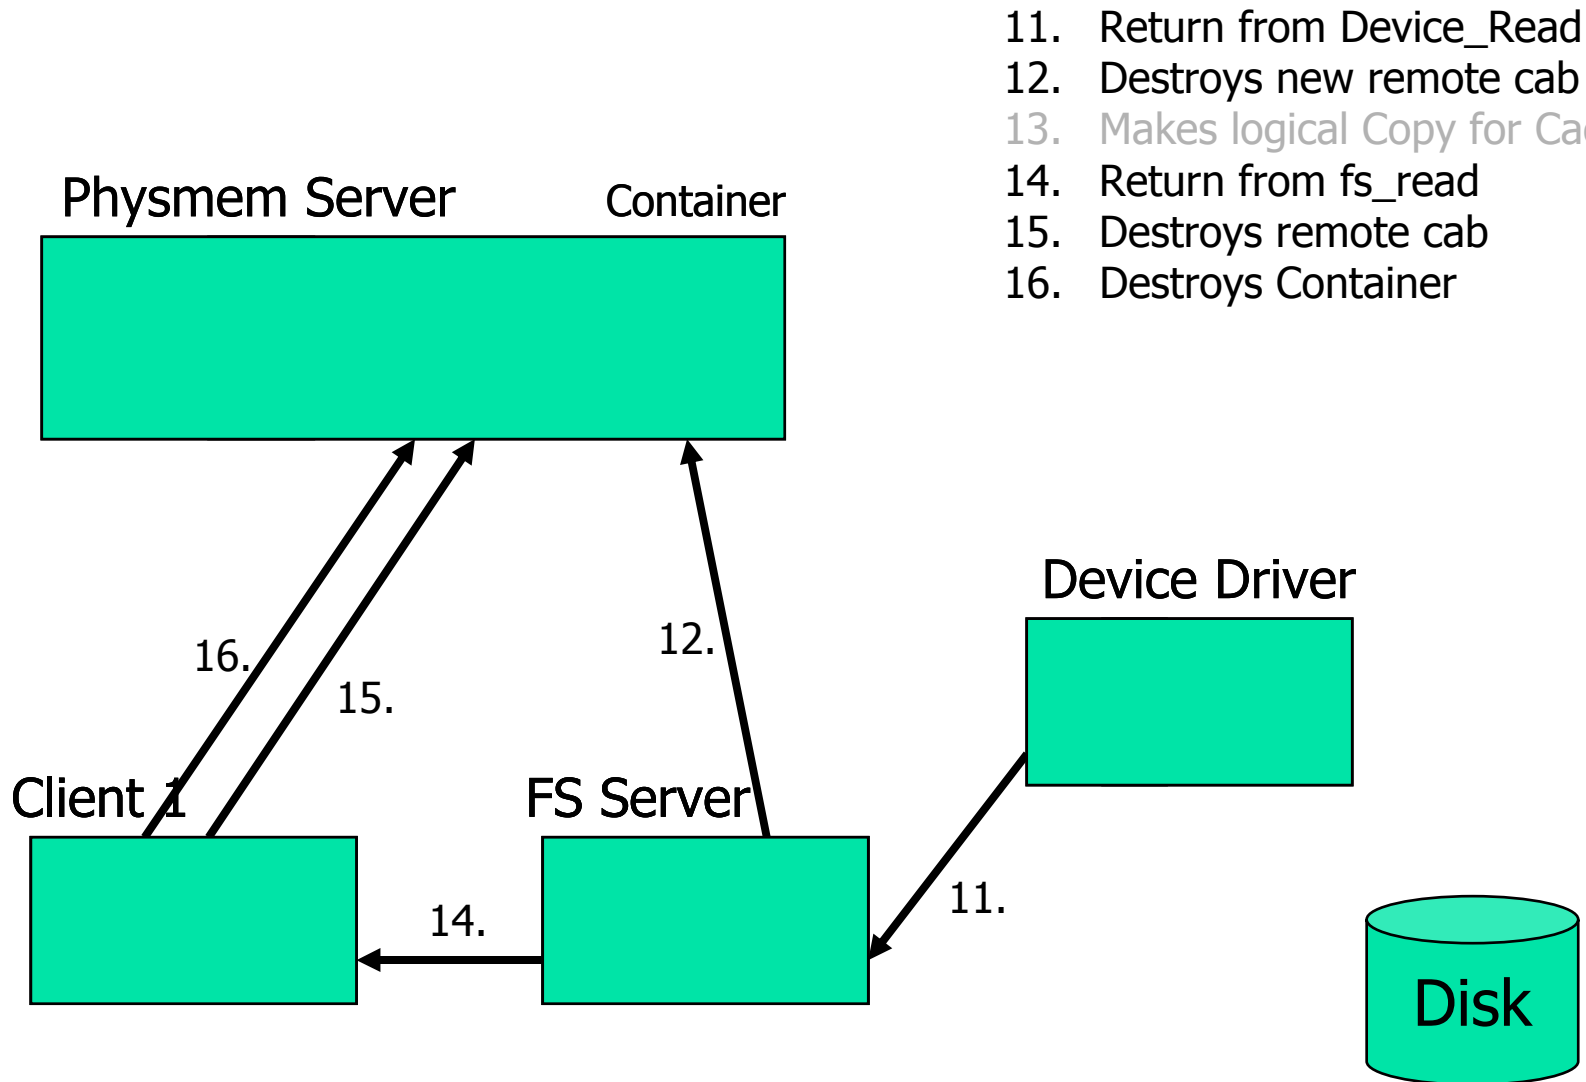 11. Return from Device_Read
12. Destroys new remote cab
13. Makes logical Copy for
14. Return from fs_read
15. Destroys remote cab
16. Destroys Container
Physmem Server
Container
Device Driver
16.
12.
15.
Client 1
FS Server
11.
14.
Disk